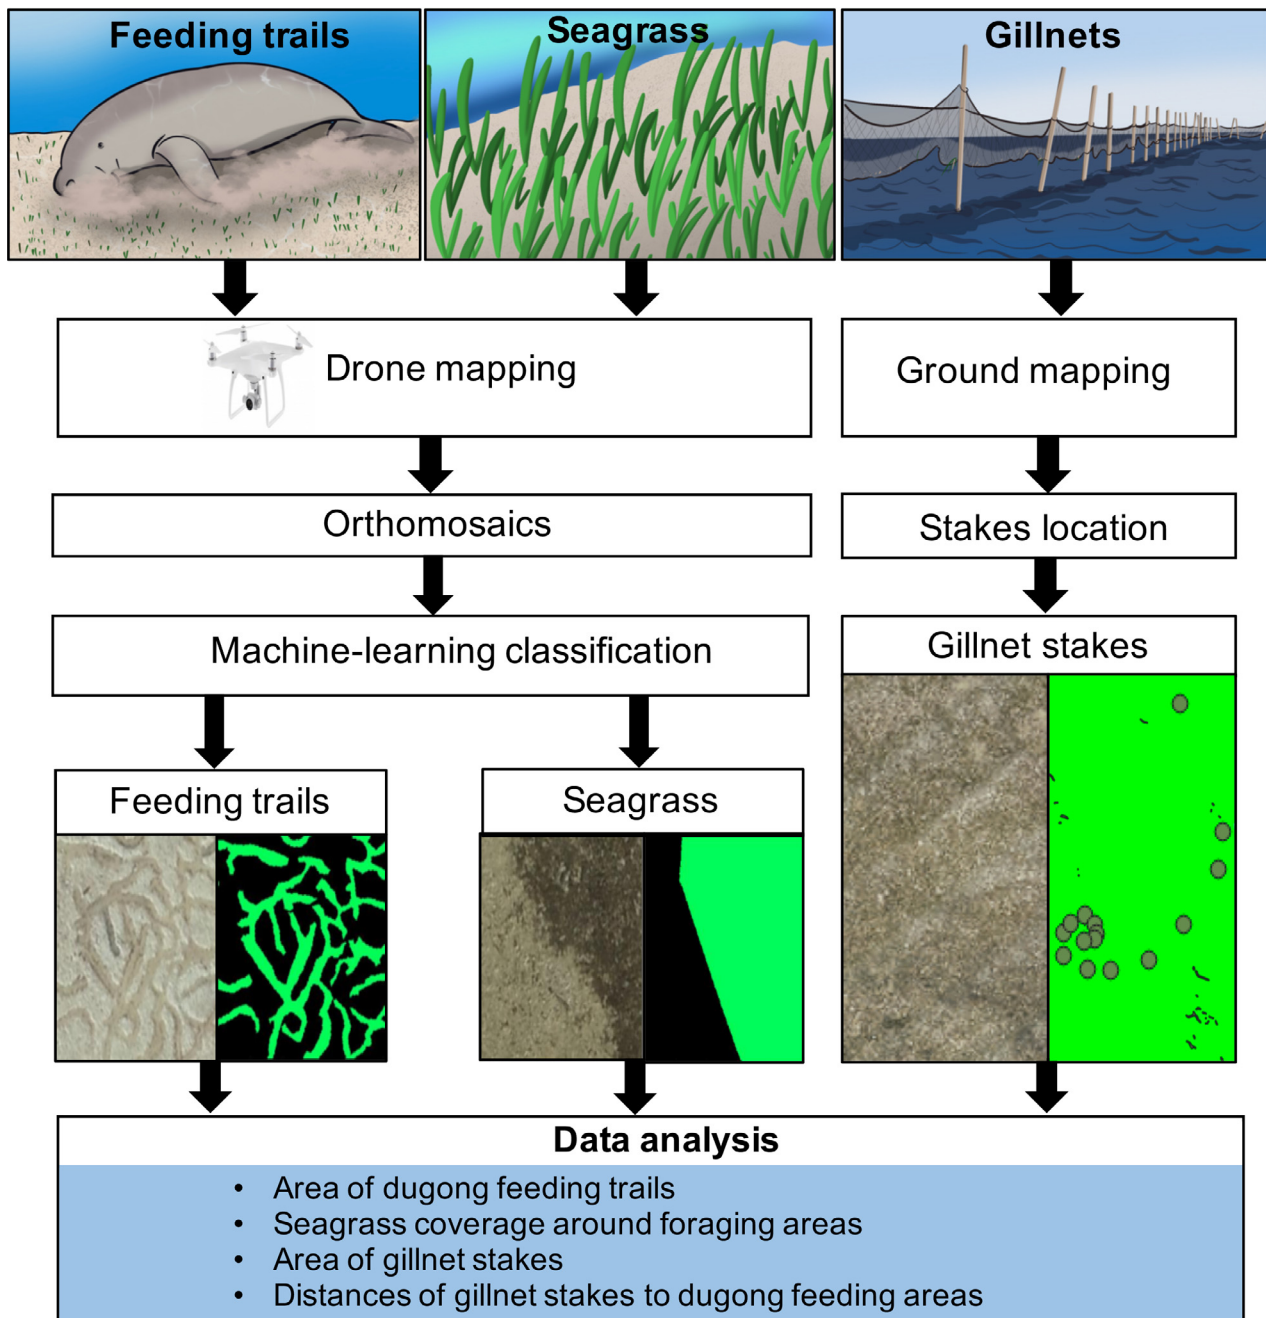 Feeding trails
Seagrass
Gillnets
Drone mapping
Ground mapping
Orthomosaics
Stakes location
Machine-learning classification
Gillnet stakes
Feeding trails
Seagrass
Data analysis
• Area of dugong feeding trails
• Seagrass coverage around foraging areas
• Area of gillnet stakes
• Distances of gillnet stakes to dugong feeding areas